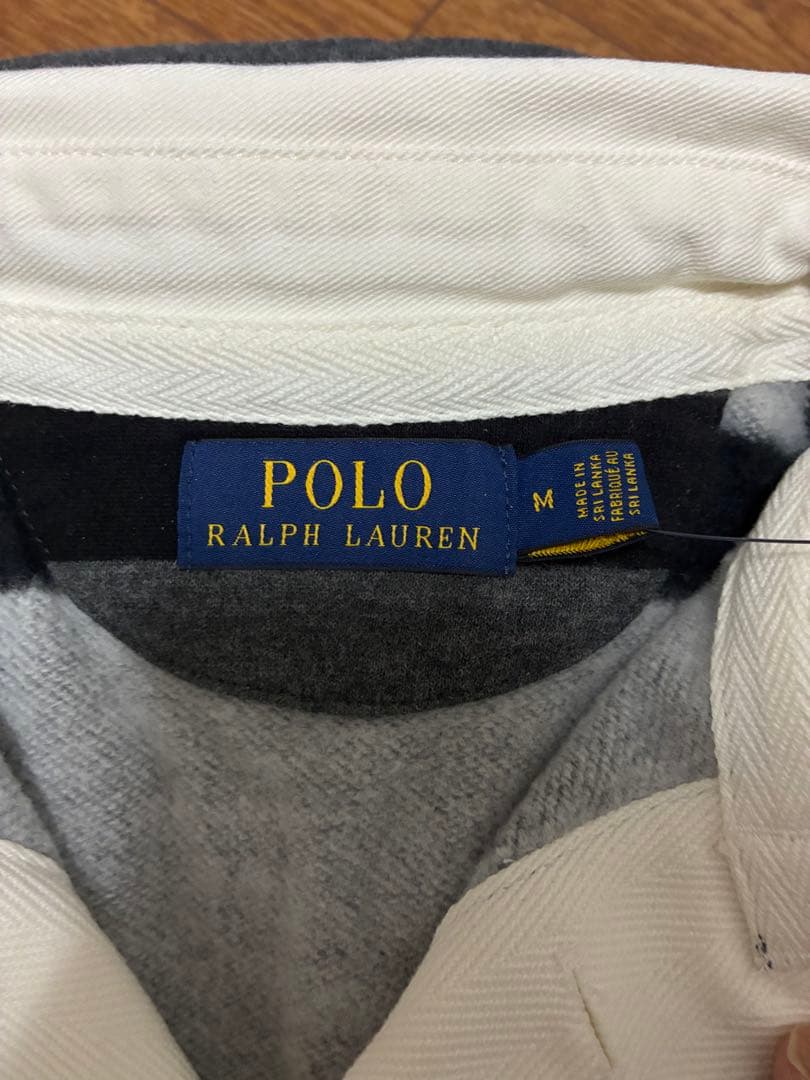 POLO
RALPH LAUREN
M
MADE IN
SRI LANKA
FABRIQUÉ AU
SRI LANKA